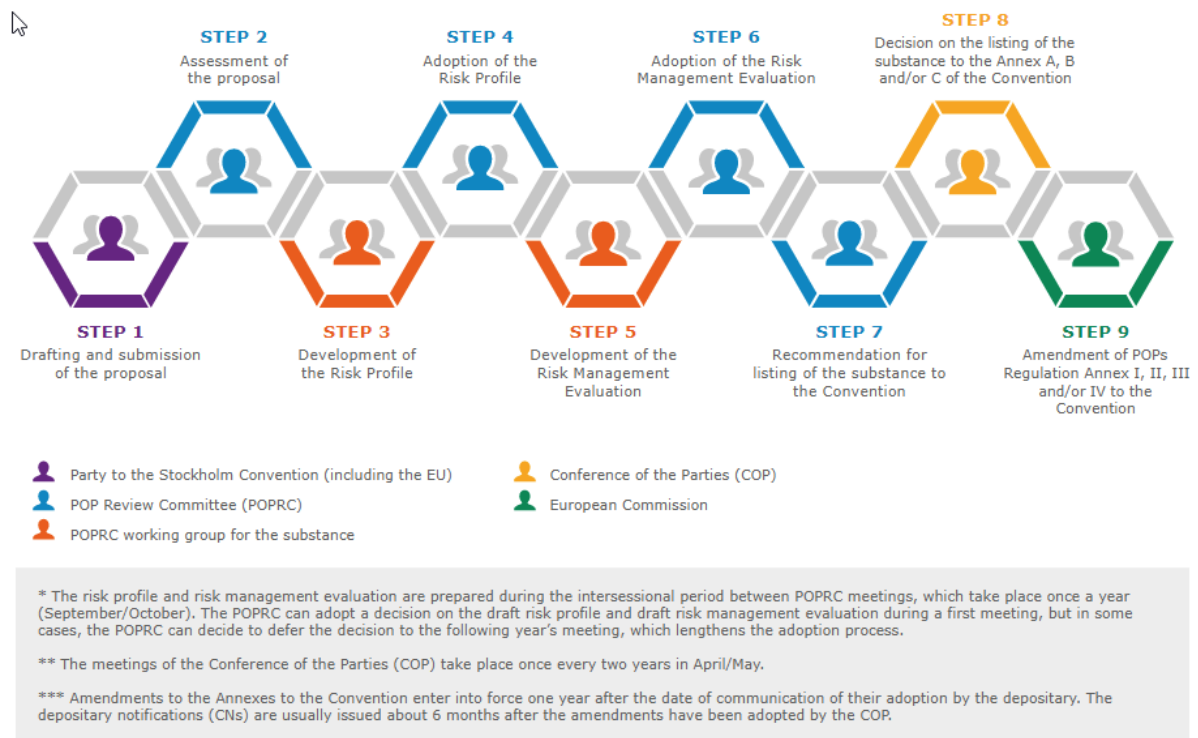 STEP 1
Drafting and submission
of the proposal
STEP 2
Assessment of
the proposal
STEP 3
Development of
the Risk Profile
STEP 4
Adoption of the
Risk Profile
STEP 5
Development of the
Risk Management
Evaluation
STEP 6
Adoption of the Risk
Management Evaluation
STEP 7
Recommendation for
listing of the substance to
the Convention
STEP 8
Decision on the listing of the
substance to the Annex A, B
and/or C of the Convention
STEP 9
Amendment of POPs
Regulation Annex I, II, III
and/or IV to the
Convention
Party to the Stockholm Convention (including the EU)
POP Review Committee (POPRC)
POPRC working group for the substance
Conference of the Parties (COP)
European Commission
* The risk profile and risk management evaluation are prepared during the intersessional period between POPRC meetings, which take place once a year
(September/October). The POPRC can adopt a decision on the draft risk profile and draft risk management evaluation during a first meeting, but in some
cases, the POPRC can decide to defer the decision to the following year’s meeting, which lengthens the adoption process.
** The meetings of the Conference of the Parties (COP) take place once every two years in April/May.
*** Amendments to the Annexes to the Convention enter into force one year after the date of communication of their adoption by the depositary. The
depositary notifications (CNs) are usually issued about 6 months after the amendments have been adopted by the COP.